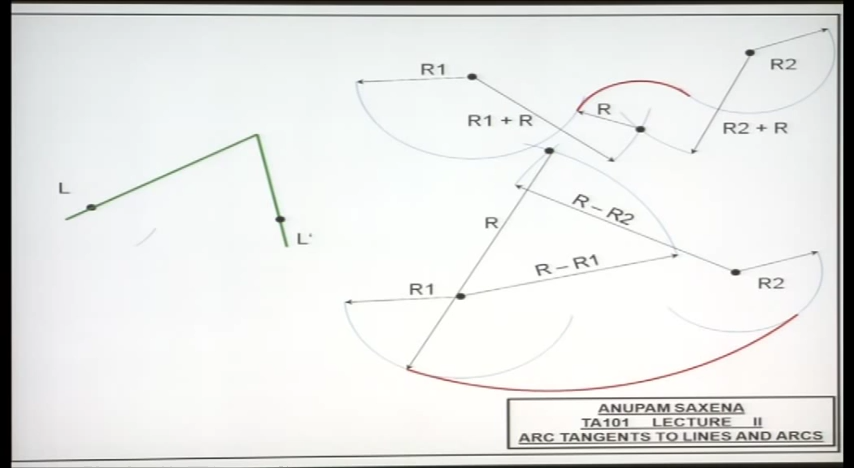 R1
R2
R
R1 + R
R2 + R
L
R – R2
R
L'
R – R1
R1
R2
ANUPAM SAXENA
TA101 LECTURE II
ARC TANGENTS TO LINES AND ARCS